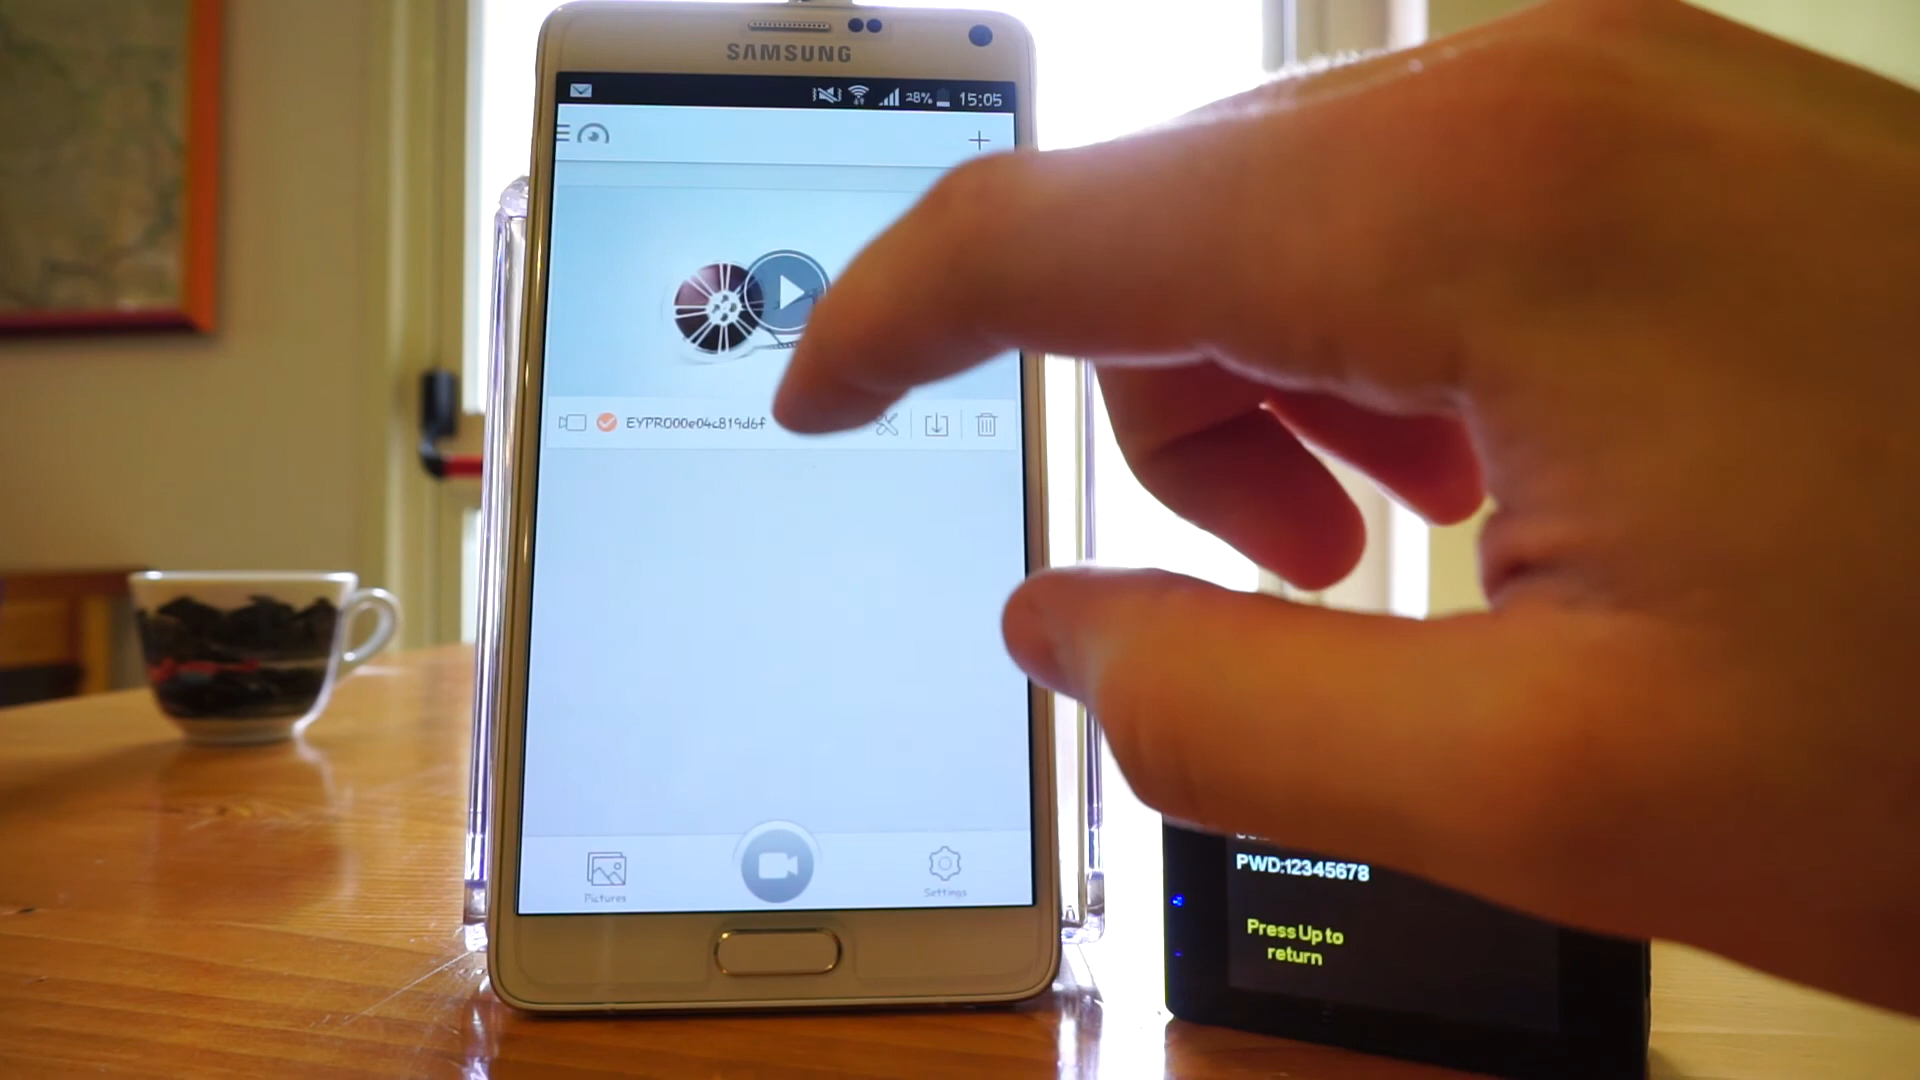 SAMSUNG
28% 15:05
EYPRO00e04c819d6f
Pictures
Settings
PWD:12345678
Press Up to
return